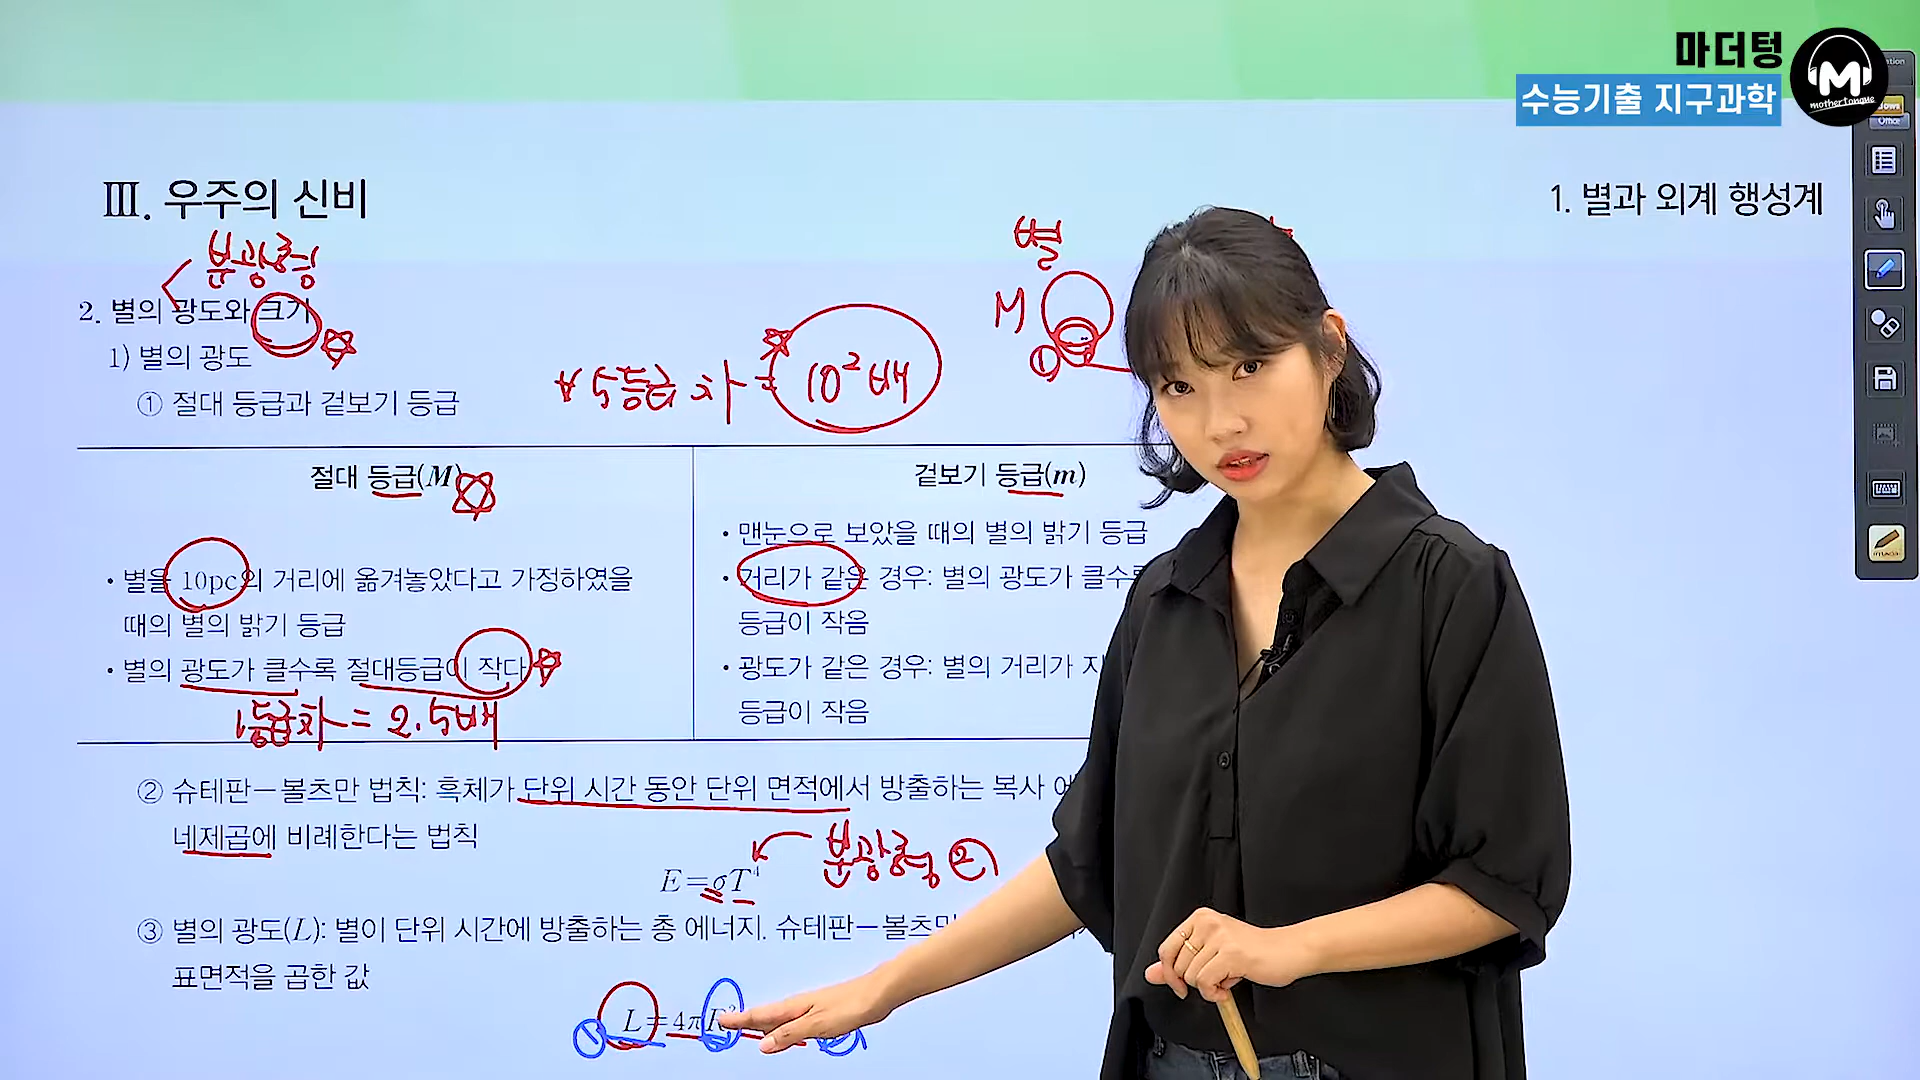 마더텅
수능기출 지구과학
M
mother tongue
Office
Ⅲ. 우주의 신비
1. 별과 외계 행성계
분광형
별
2. 별의 광도와 크기
M
①
1) 별의 광도
※ 5등급 차 = 10² 배
① 절대 등급과 겉보기 등급
절대 등급(M)
• 별을 10pc의 거리에 옮겨놓았다고 가정하였을
때의 별의 밝기 등급
• 별의 광도가 클수록 절대등급이 작다
1등급차 = 2.5배
겉보기 등급(m)
• 맨눈으로 보았을 때의 별의 밝기 등급
• 거리가 같은 경우: 별의 광도가 클수록
등급이 작음
• 광도가 같은 경우: 별의 거리가
등급이 작음
② 슈테판−볼츠만 법칙: 흑체가 단위 시간 동안 단위 면적에서 방출하는 복사
네제곱에 비례한다는 법칙
E=σT⁴
분광형 ②
③ 별의 광도(L): 별이 단위 시간에 방출하는 총 에너지. 슈테판−볼츠만
표면적을 곱한 값
① L=4πR²